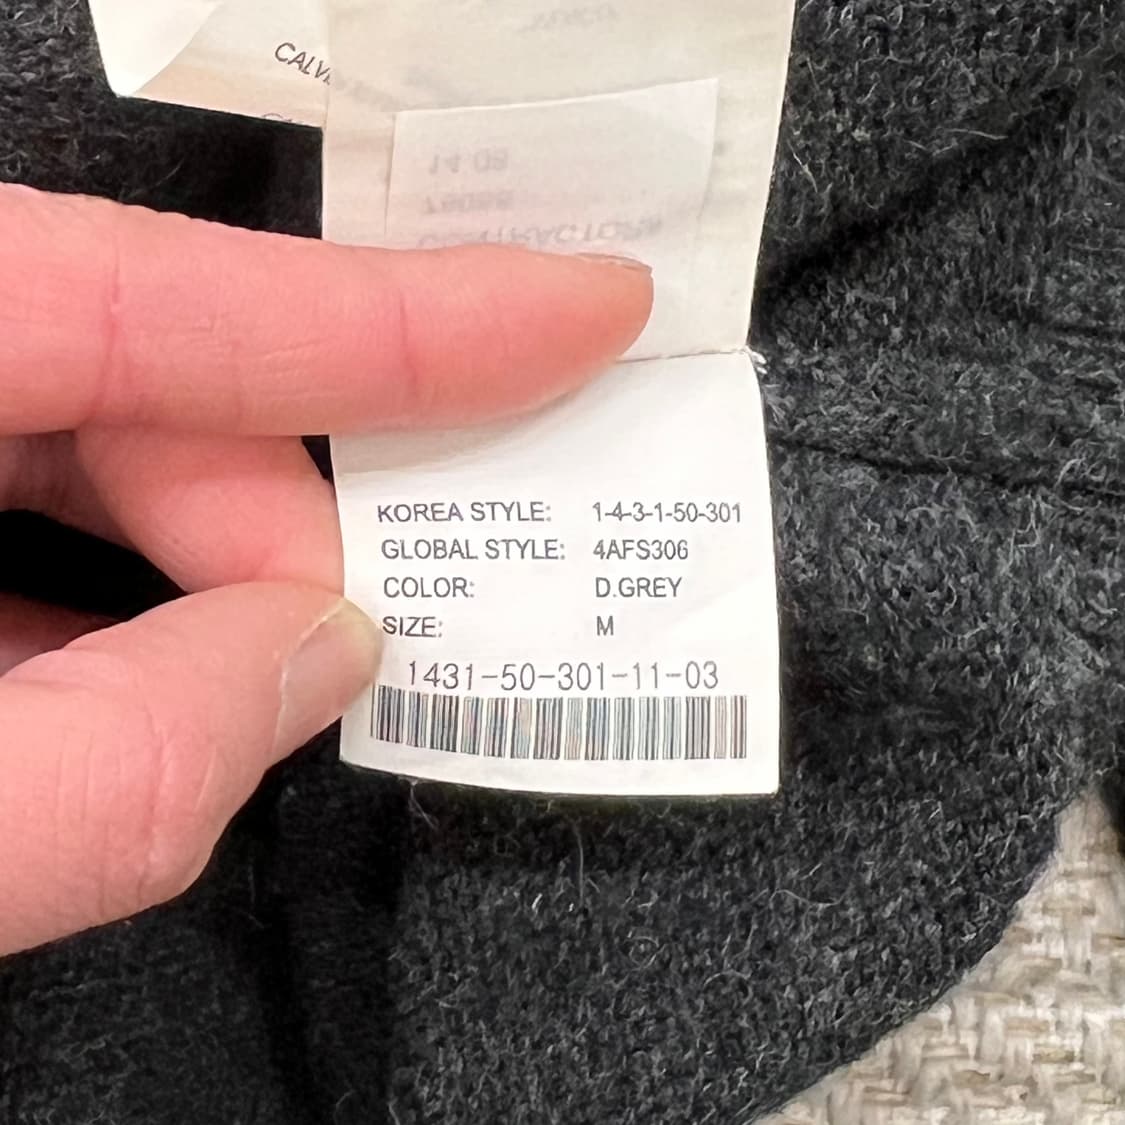 KOREA STYLE: 1-4-3-1-50-301
GLOBAL STYLE: 4AFS306
COLOR: D.GREY
SIZE: M
1431-50-301-11-03